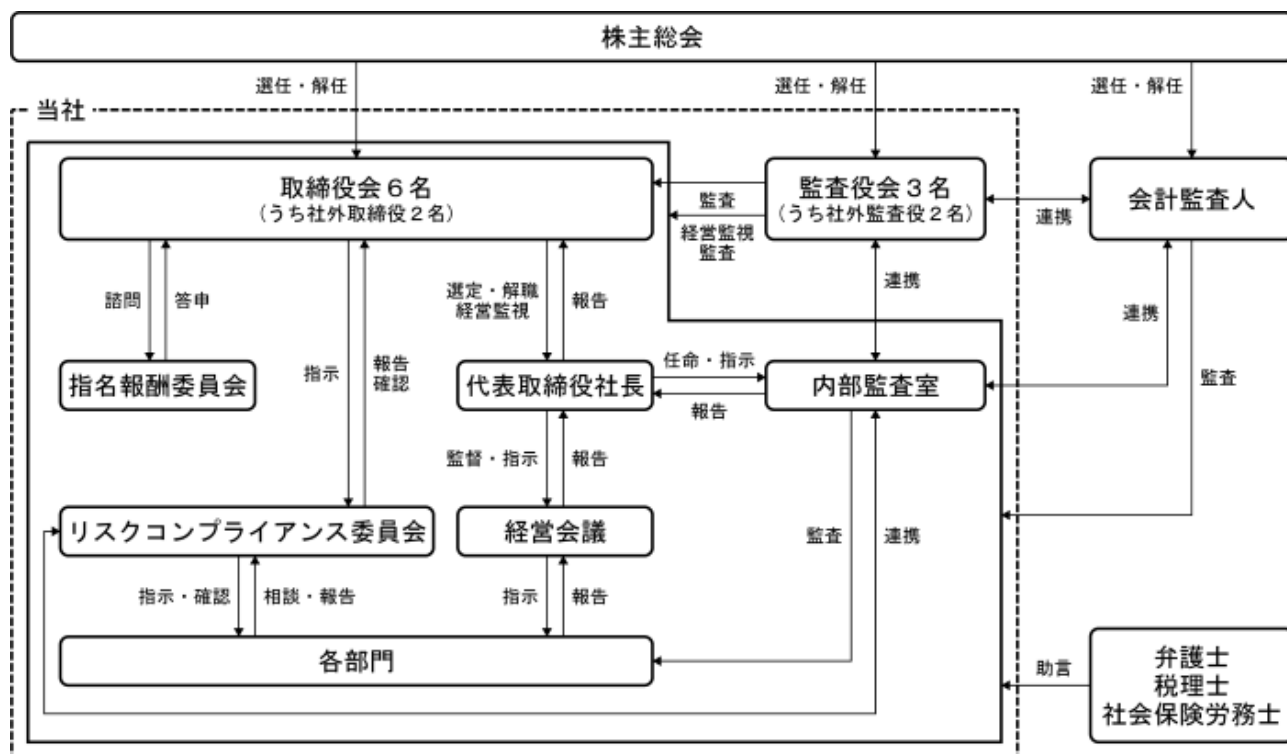 株主総会
選任・解任
選任・解任
選任・解任
当社
取締役会６名
（うち社外取締役２名）
監査
経営監視
監査
監査役会３名
（うち社外監査役２名）
連携
会計監査人
諮問
答申
指示
報告
確認
選定・解職
経営監視
報告
連携
連携
監査
指名報酬委員会
代表取締役社長
任命・指示
報告
内部監査室
監督・指示
報告
リスクコンプライアンス委員会
経営会議
監査
連携
指示・確認
相談・報告
指示
報告
各部門
助言
弁護士
税理士
社会保険労務士